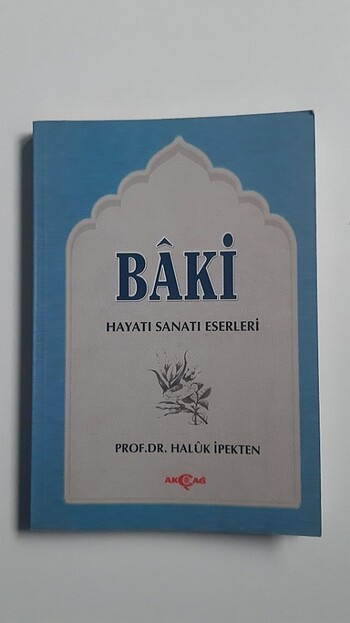 BÂKİ
HAYATI SANATI ESERLERİ
PROF.DR. HALÛK İPEKTEN
AKÇAĞ